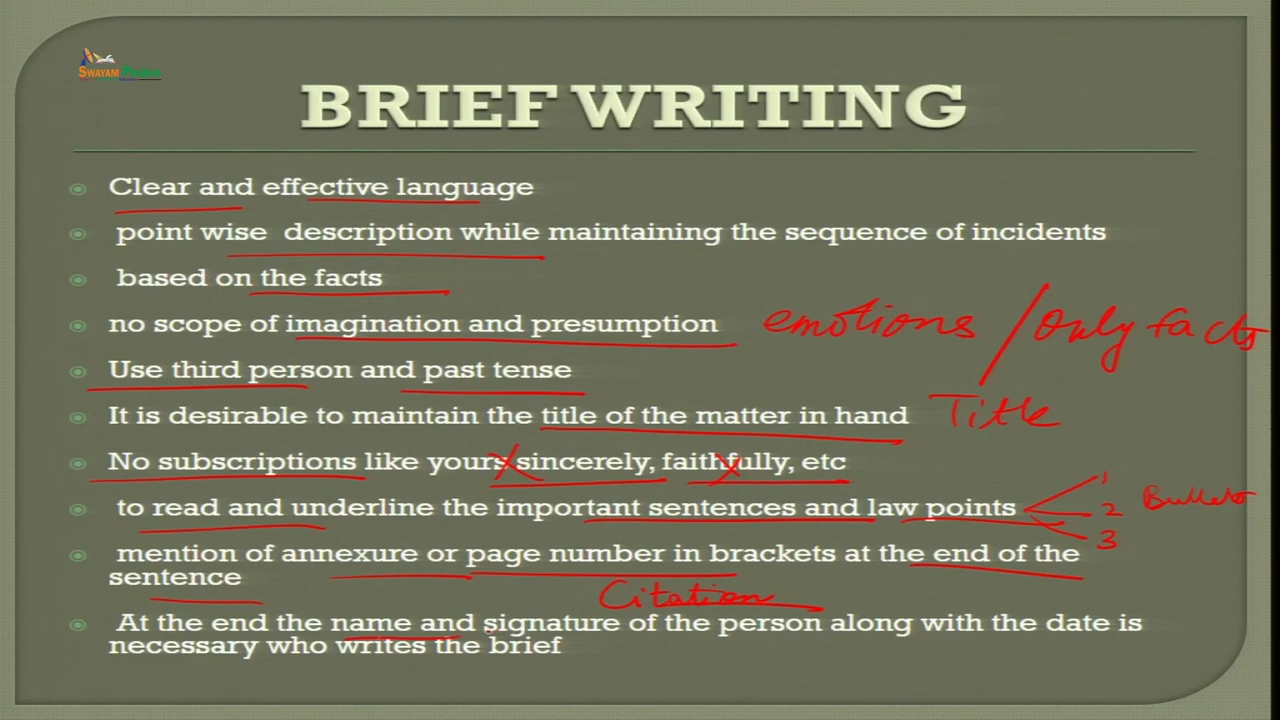 SWAYAM PRABHA
BRIEF WRITING
Clear and effective language
point wise description while maintaining the sequence of incidents
based on the facts
no scope of imagination and presumption emotions / only facts
Use third person and past tense
It is desirable to maintain the title of the matter in hand Title
No subscriptions like yours sincerely, faithfully, etc
to read and underline the important sentences and law points 1 2 3 Bullets
mention of annexure or page number in brackets at the end of the
sentence
Citation
At the end the name and signature of the person along with the date is
necessary who writes the brief